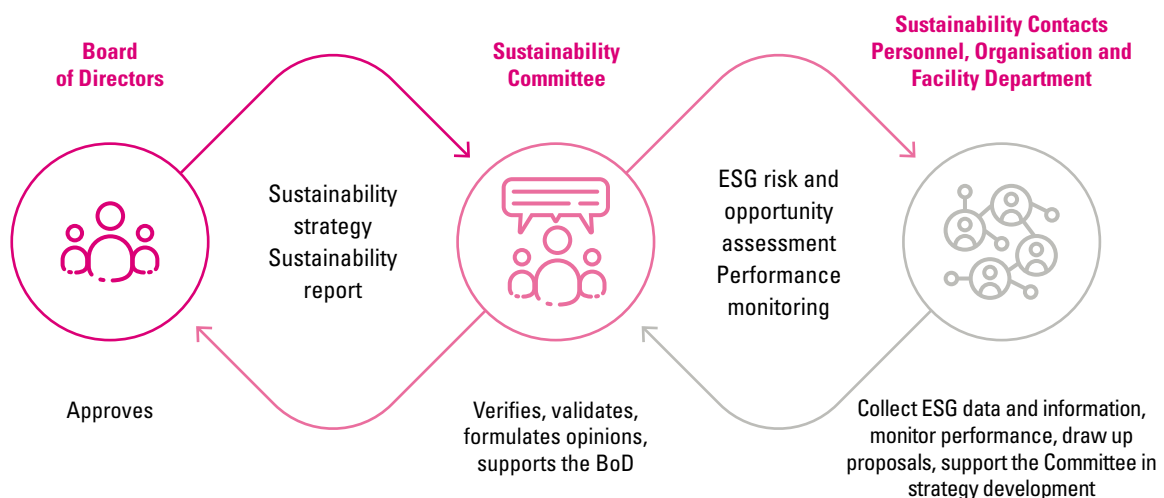 Board
of Directors
Sustainability
Committee
Sustainability Contacts
Personnel, Organisation and
Facility Department
Sustainability
strategy
Sustainability
report
ESG risk and
opportunity
assessment
Performance
monitoring
Approves
Verifies, validates,
formulates opinions,
supports the BoD
Collect ESG data and information,
monitor performance, draw up
proposals, support the Committee in
strategy development